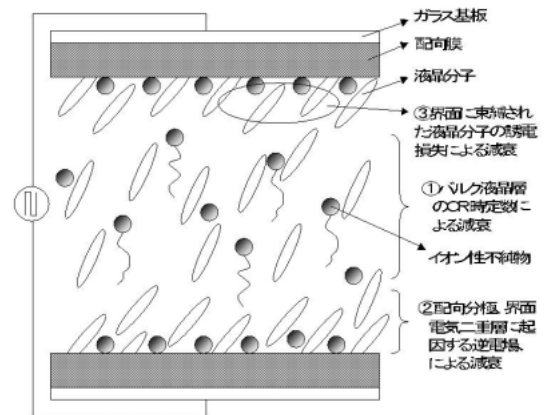 ガラス基板
配向膜
液晶分子
③界面に束縛され
た液晶分子の誘電
損失による減衰
①バルク液晶層
のCR時定数に
よる減衰
イオン性不純物
②配向分極、界面
電気二重層に起
因する逆電場、
による減衰